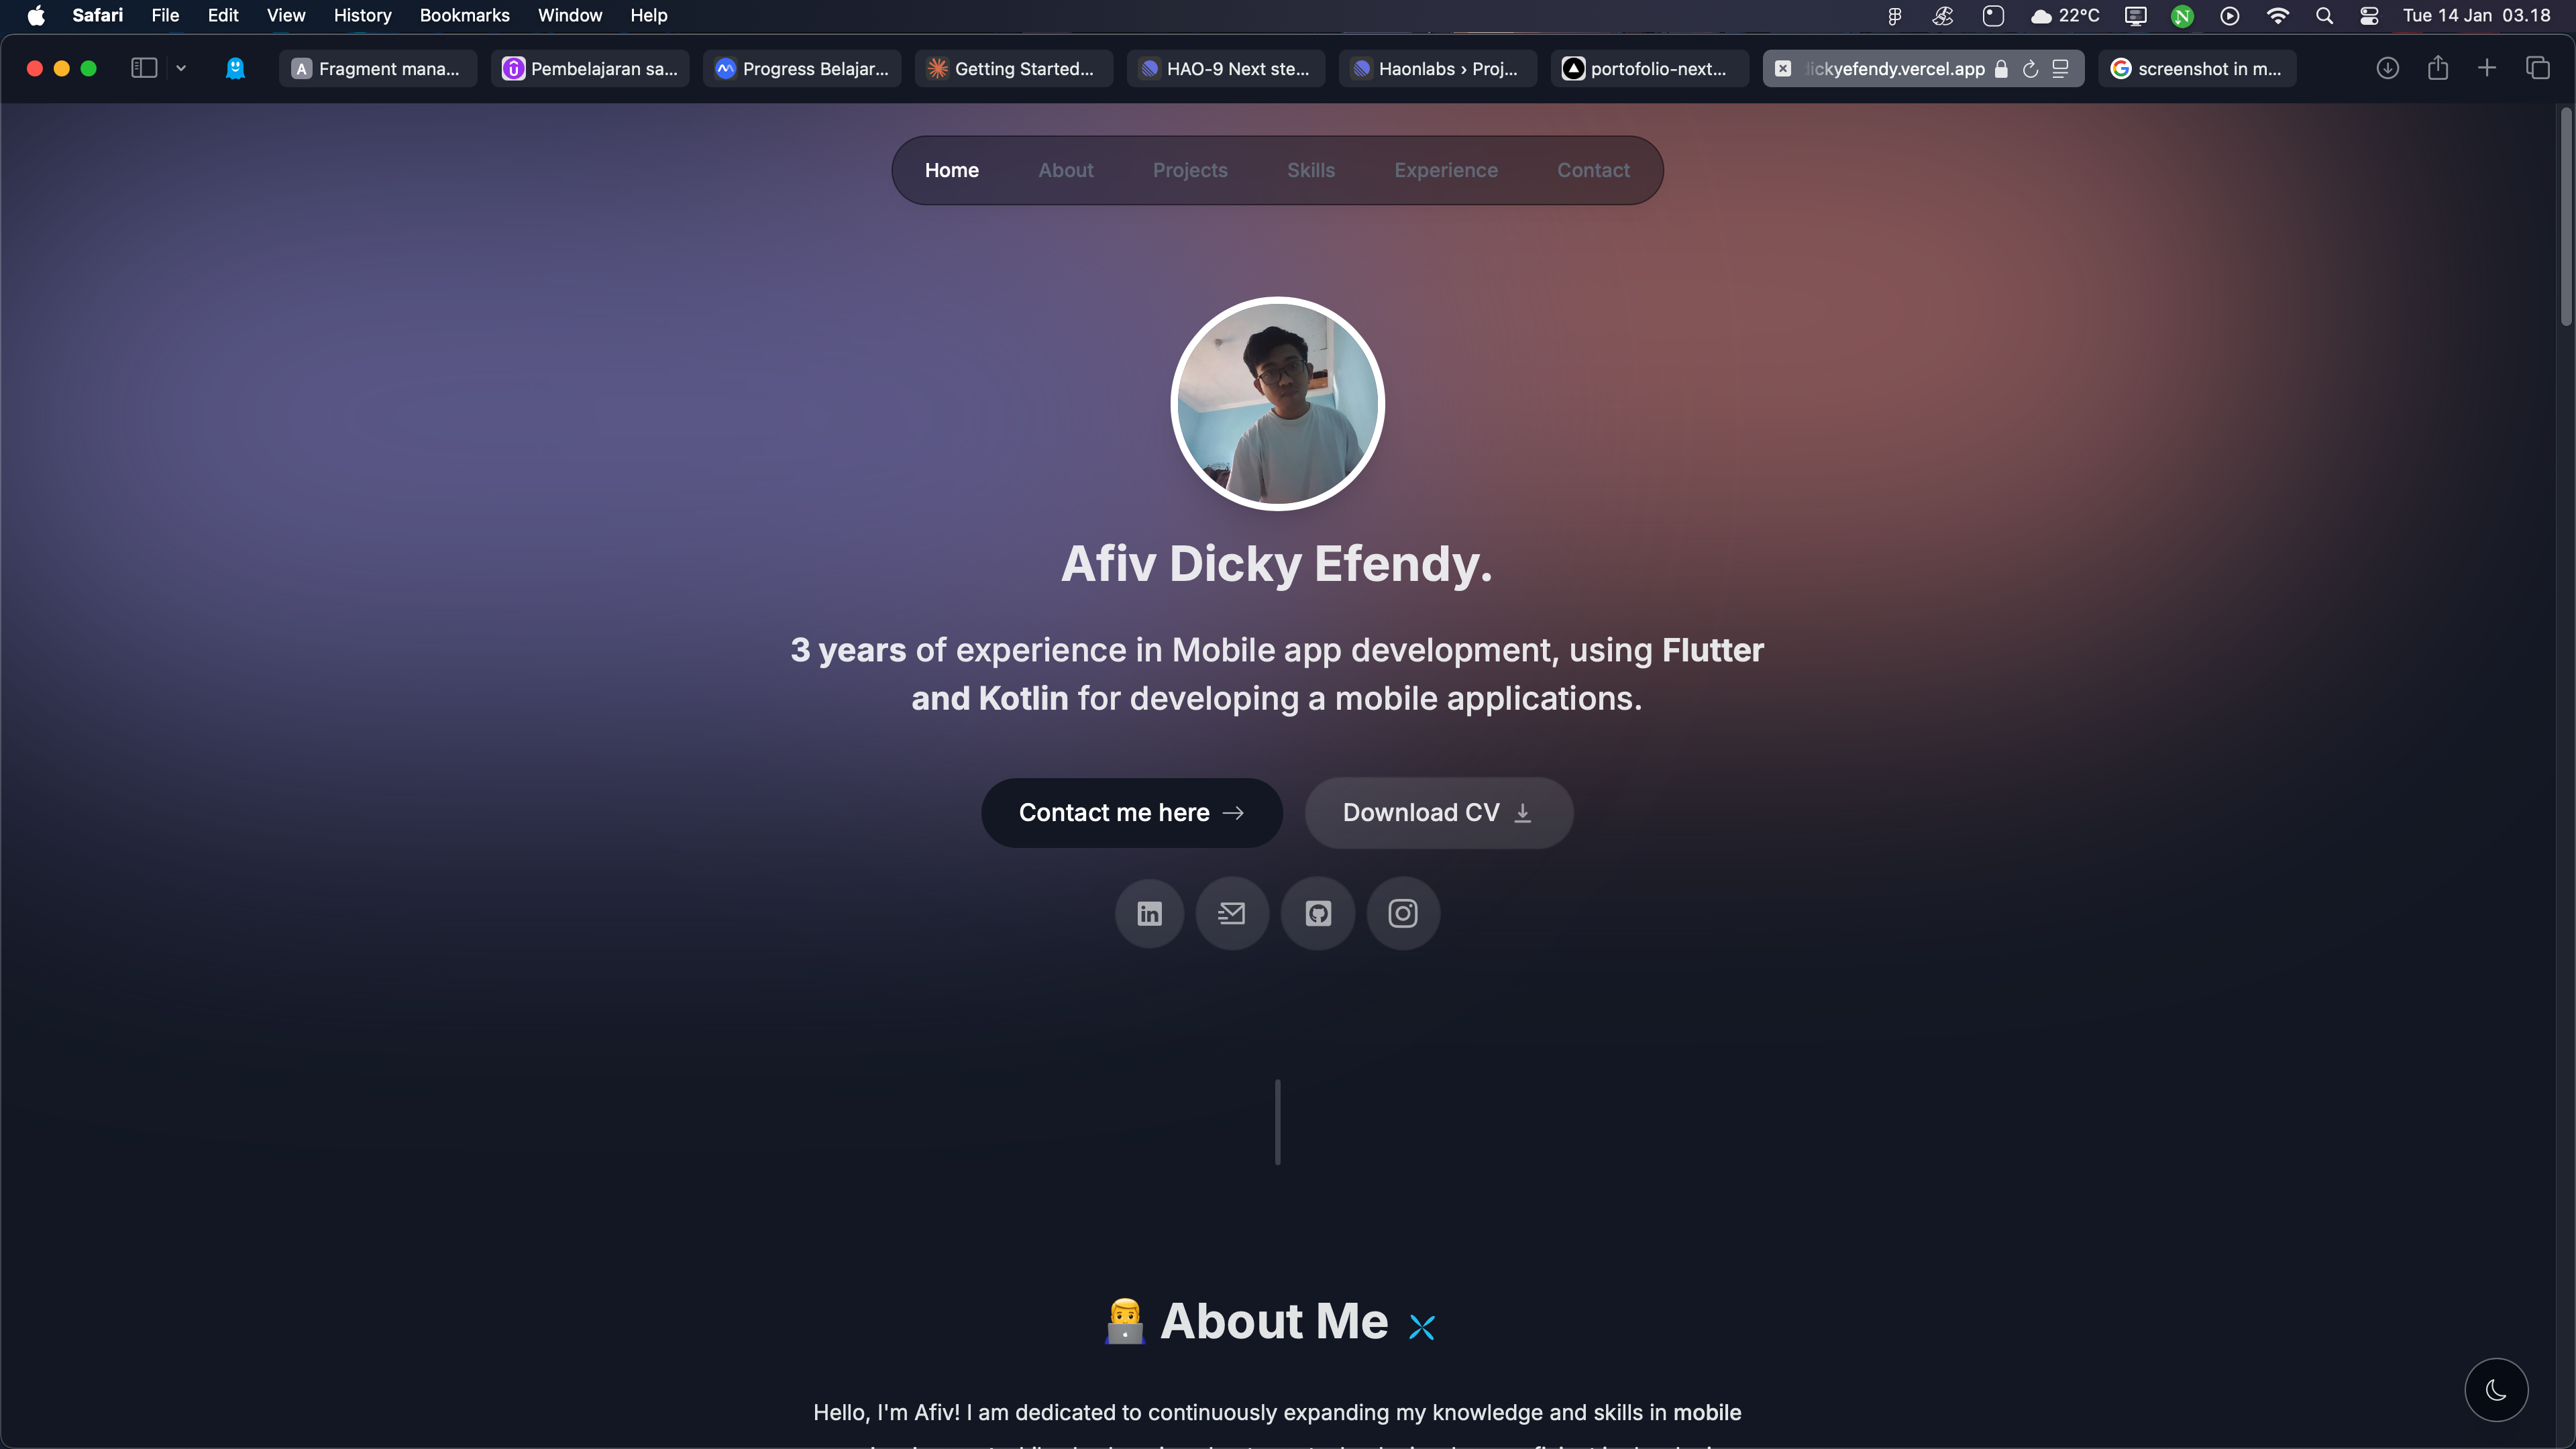 Safari File Edit View History Bookmarks Window Help 22°C Tue 14 Jan 03.18
A Fragment mana... Pembelajaran sa... Progress Belajar... Getting Started... HAO-9 Next ste... Haonlabs › Proj... portofolio-next... dickyefendy.vercel.app screenshot in m...
Home About Projects Skills Experience Contact
Afiv Dicky Efendy.
3 years of experience in Mobile app development, using Flutter
and Kotlin for developing a mobile applications.
Contact me here → Download CV
About Me
Hello, I'm Afiv! I am dedicated to continuously expanding my knowledge and skills in mobile